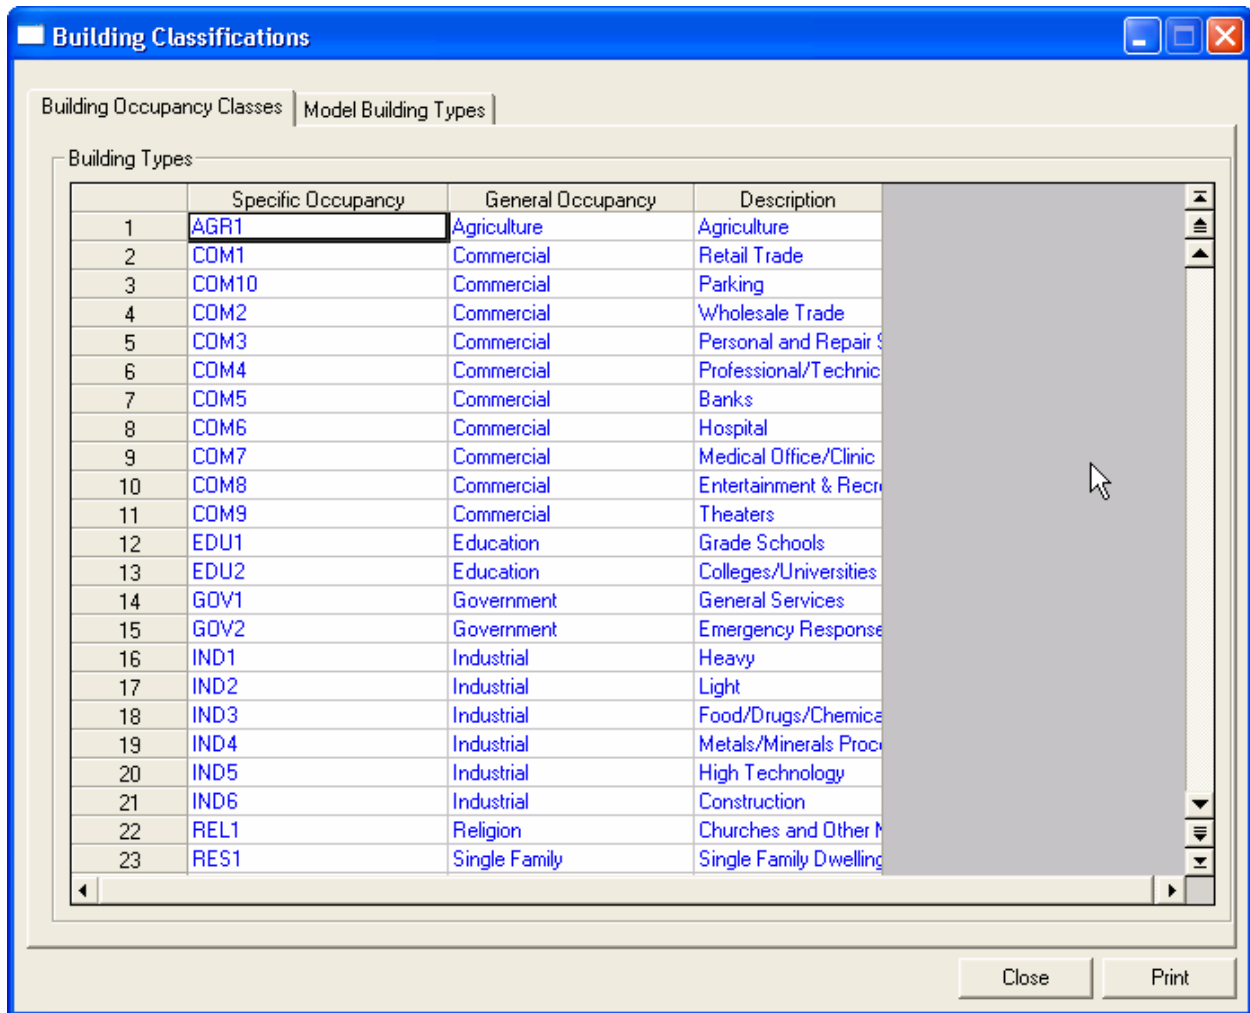 Building Classifications
Building Occupancy Classes Model Building Types
Building Types
Specific Occupancy General Occupancy Description
1 AGR1 Agriculture Agriculture
2 COM1 Commercial Retail Trade
3 COM10 Commercial Parking
4 COM2 Commercial Wholesale Trade
5 COM3 Commercial Personal and Repair
6 COM4 Commercial Professional/Technic
7 COM5 Commercial Banks
8 COM6 Commercial Hospital
9 COM7 Commercial Medical Office/Clinic
10 COM8 Commercial Entertainment & Recr
11 COM9 Commercial Theaters
12 EDU1 Education Grade Schools
13 EDU2 Education Colleges/Universities
14 GOV1 Government General Services
15 GOV2 Government Emergency Response
16 IND1 Industrial Heavy
17 IND2 Industrial Light
18 IND3 Industrial Food/Drugs/Chemica
19 IND4 Industrial Metals/Minerals Proc
20 IND5 Industrial High Technology
21 IND6 Industrial Construction
22 REL1 Religion Churches and Other
23 RES1 Single Family Single Family Dwelling
Close Print